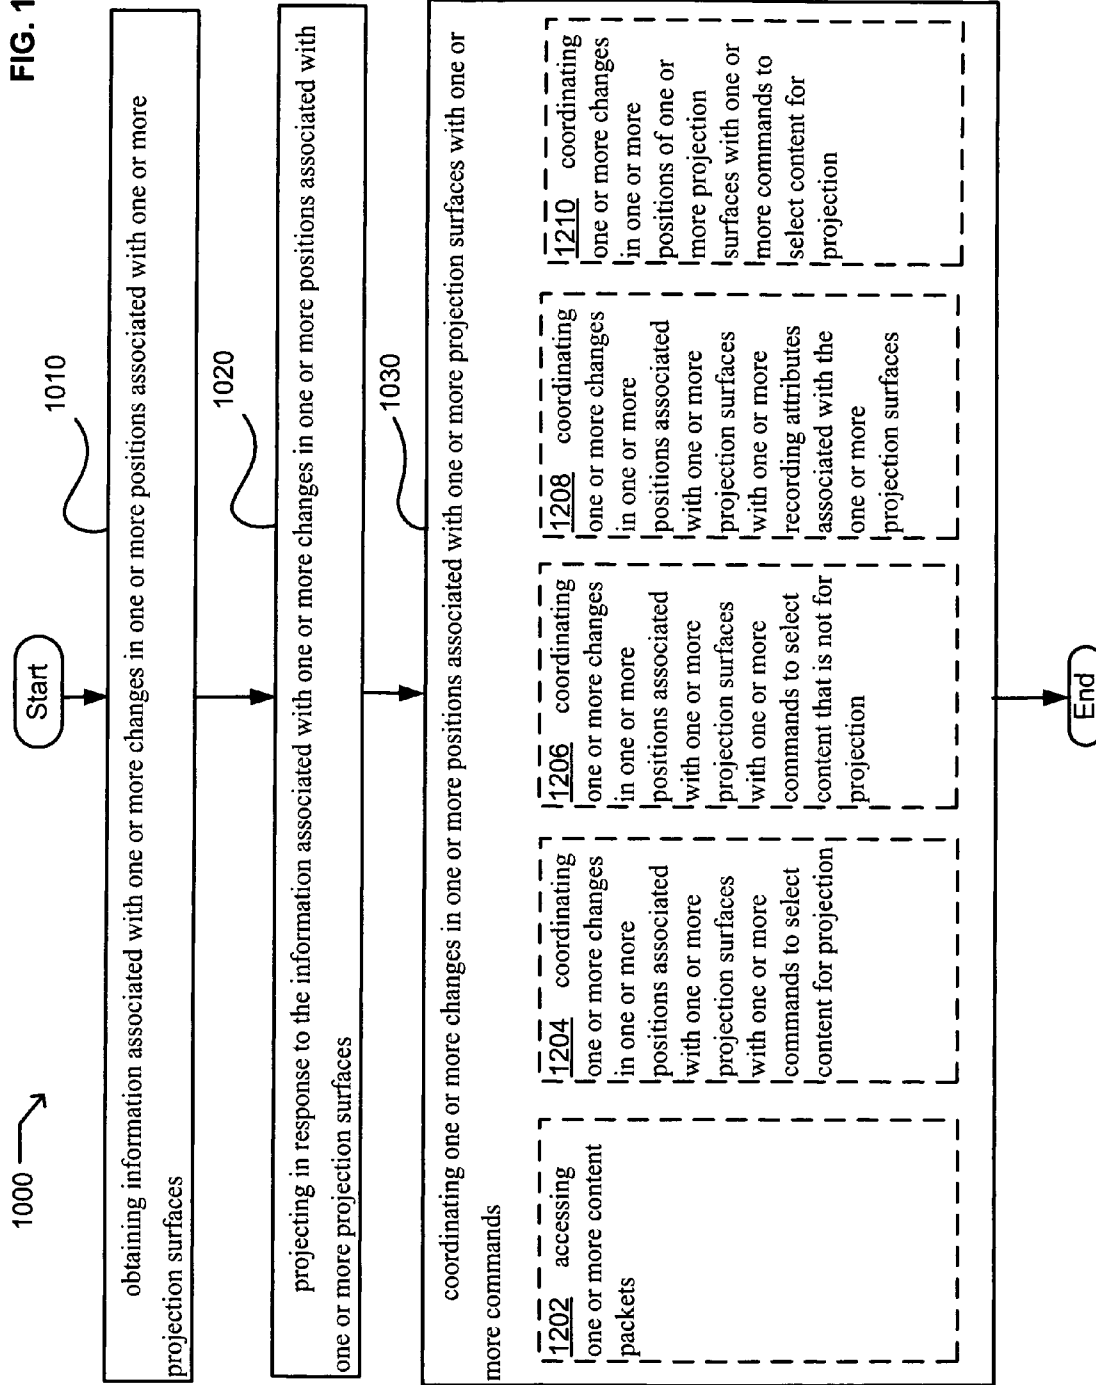 FIG. 1
1000
Start
1010
obtaining information associated with one or more changes in one or more positions associated with one or more
projection surfaces
1020
projecting in response to the information associated with one or more changes in one or more positions associated with
one or more projection surfaces
1030
coordinating one or more changes in one or more positions associated with one or more projection surfaces with one or
more commands
1202 accessing
one or more content
packets
1204 coordinating
one or more changes
in one or more
positions associated
with one or more
projection surfaces
with one or more
commands to select
content for projection
1206 coordinating
one or more changes
in one or more
positions associated
with one or more
projection surfaces
with one or more
commands to select
content that is not for
projection
1208 coordinating
one or more changes
in one or more
positions associated
with one or more
projection surfaces
with one or more
recording attributes
associated with the
one or more
projection surfaces
1210 coordinating
one or more changes
in one or more
positions of one or
more projection
surfaces with one or
more commands to
select content for
projection
End